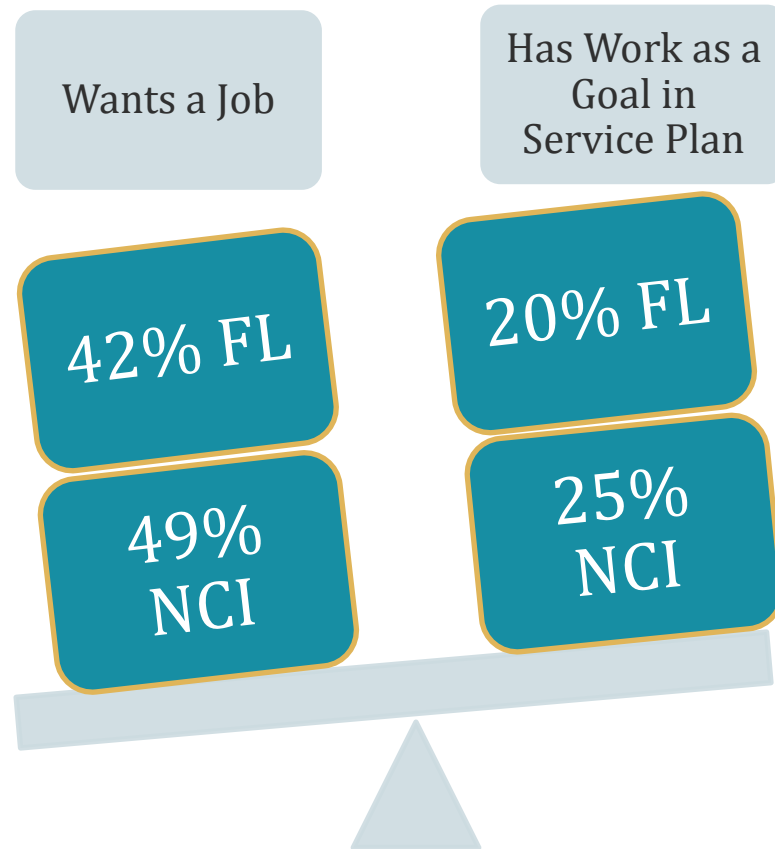 Wants a Job
Has Work as a
Goal in
Service Plan
42% FL
20% FL
49%
NCI
25%
NCI